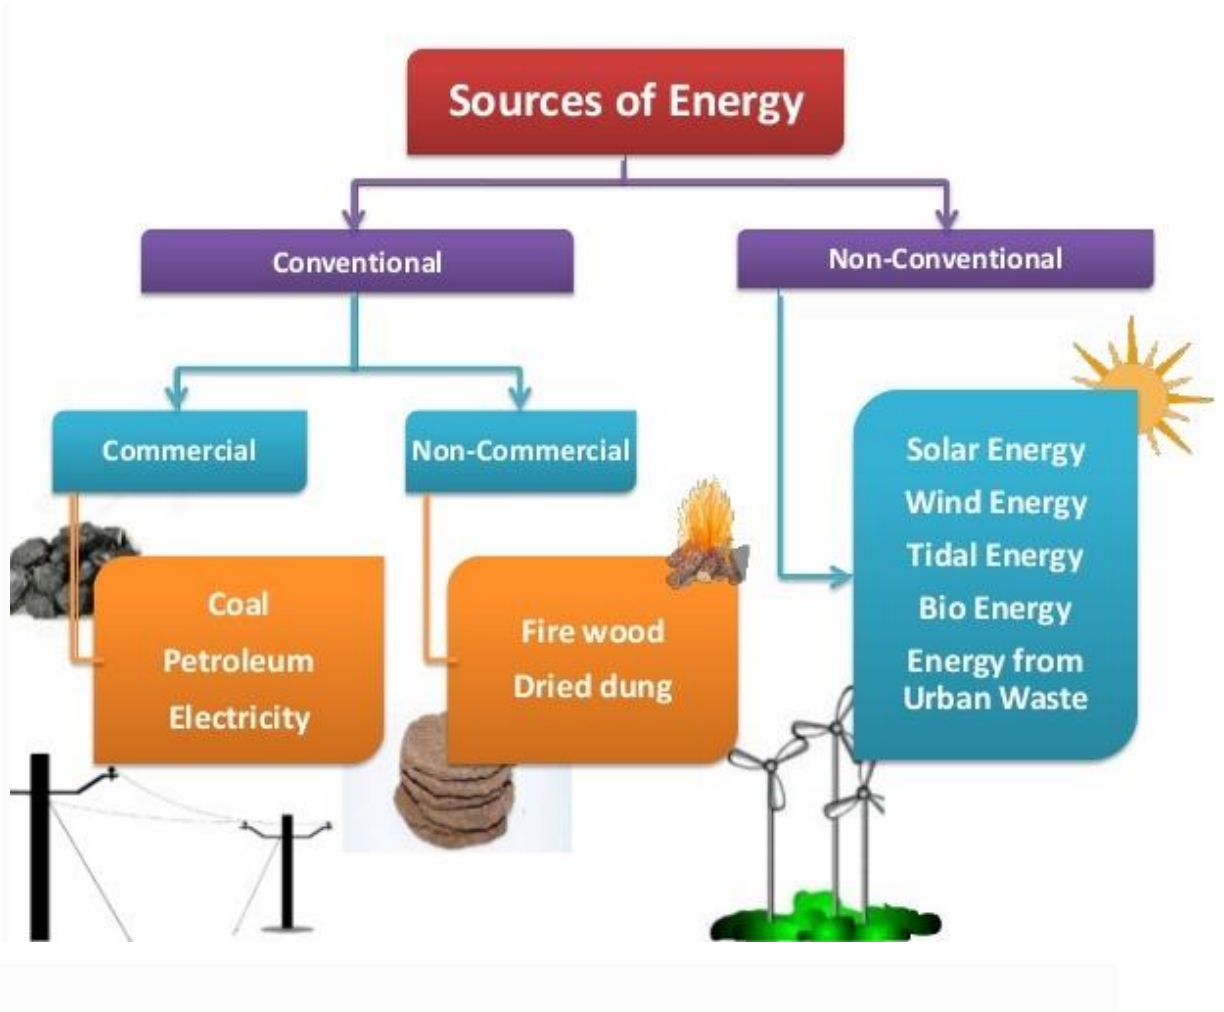 Sources of Energy
Conventional
Non-Conventional
Commercial
Non-Commercial
Coal
Petroleum
Electricity
Fire wood
Dried dung
Solar Energy
Wind Energy
Tidal Energy
Bio Energy
Energy from
Urban Waste